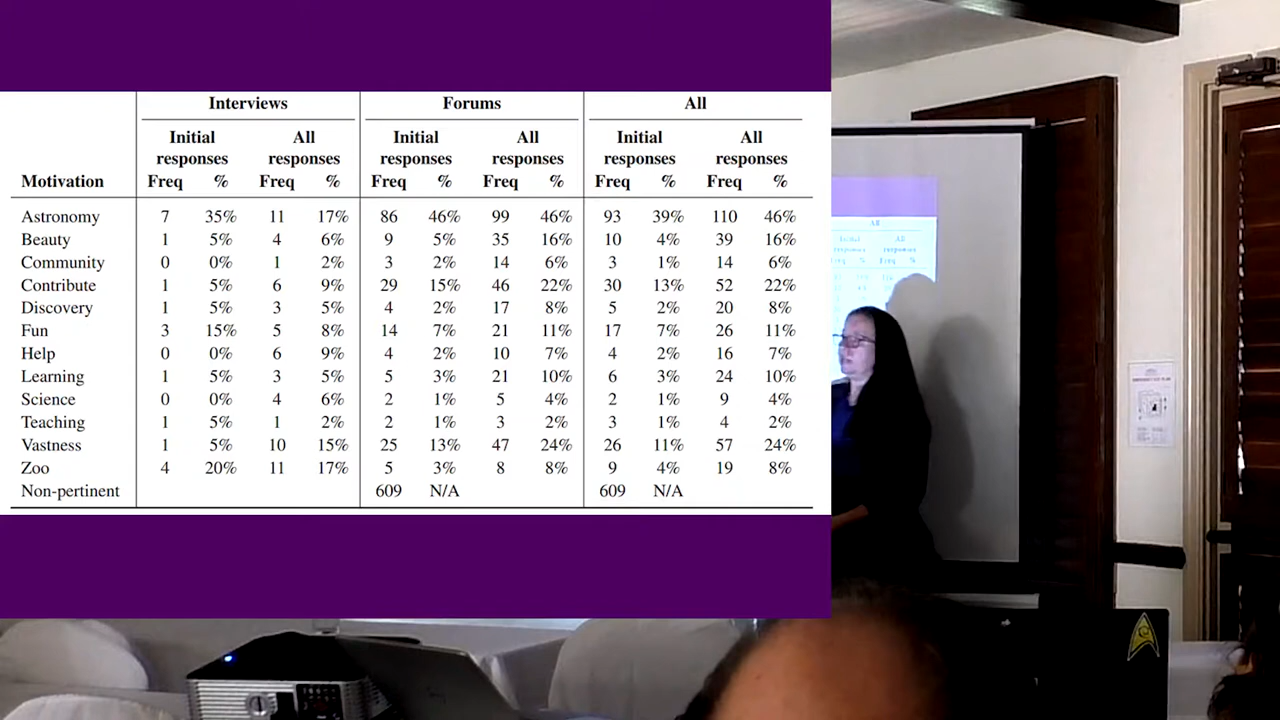 Interviews Forums All
Initial All Initial All Initial All
responses responses responses responses responses responses
Motivation Freq % Freq % Freq % Freq % Freq % Freq %
Astronomy 7 35% 11 17% 86 46% 99 46% 93 39% 110 46%
Beauty 1 5% 4 6% 9 5% 35 16% 10 4% 39 16%
Community 0 0% 1 2% 3 2% 14 6% 3 1% 14 6%
Contribute 1 5% 6 9% 29 15% 46 22% 30 13% 52 22%
Discovery 1 5% 3 5% 4 2% 17 8% 5 2% 20 8%
Fun 3 15% 5 8% 14 7% 21 11% 17 7% 26 11%
Help 0 0% 6 9% 4 2% 10 7% 4 2% 16 7%
Learning 1 5% 3 5% 5 3% 21 10% 6 3% 24 10%
Science 0 0% 4 6% 2 1% 5 4% 2 1% 9 4%
Teaching 1 5% 1 2% 2 1% 3 2% 3 1% 4 2%
Vastness 1 5% 10 15% 25 13% 47 24% 26 11% 57 24%
Zoo 4 20% 11 17% 5 3% 8 8% 9 4% 19 8%
Non-pertinent 609 N/A 609 N/A
All
Initial All
responses responses
Freq % Freq %